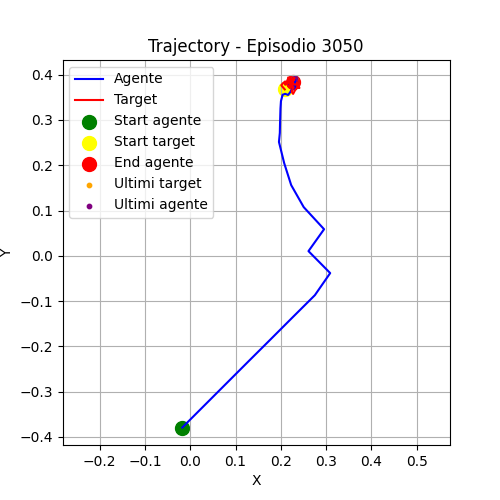 Trajectory - Episodio 3050
Agente
Target
Start agente
Start target
End agente
Ultimi target
Ultimi agente
0.4
0.3
0.2
0.1
0.0
−0.1
−0.2
−0.3
−0.4
Y
−0.2
−0.1
0.0
0.1
0.2
0.3
0.4
0.5
X